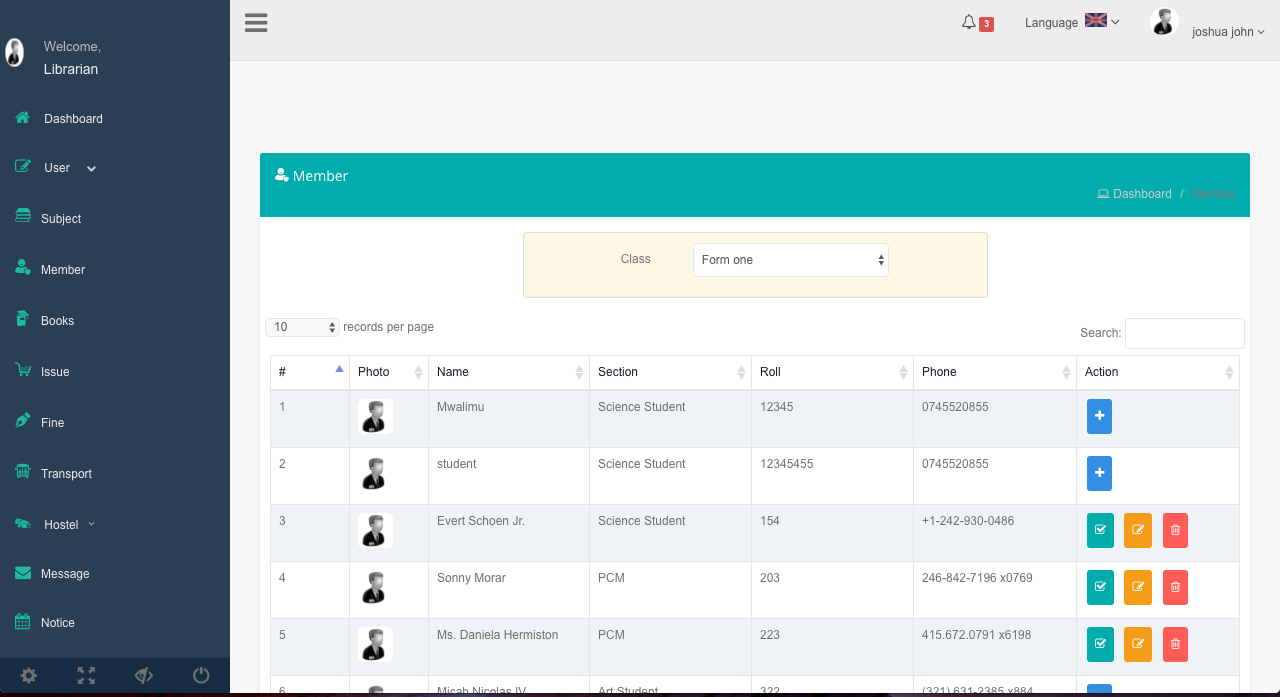 Welcome,
Librarian
Dashboard
User
Subject
Member
Books
Issue
Fine
Transport
Hostel
Message
Notice
3
Language
joshua john
Member
Dashboard / Member
Class
Form one
10 records per page
Search:
# Photo Name Section Roll Phone Action
1 Mwalimu Science Student 12345 0745520855
2 student Science Student 12345455 0745520855
3 Evert Schoen Jr. Science Student 154 +1-242-930-0486
4 Sonny Morar PCM 203 246-842-7196 x0769
5 Ms. Daniela Hermiston PCM 223 415.672.0791 x6198
6 Micah Nicolas IV Art Student 322 (321) 631-2385 x884